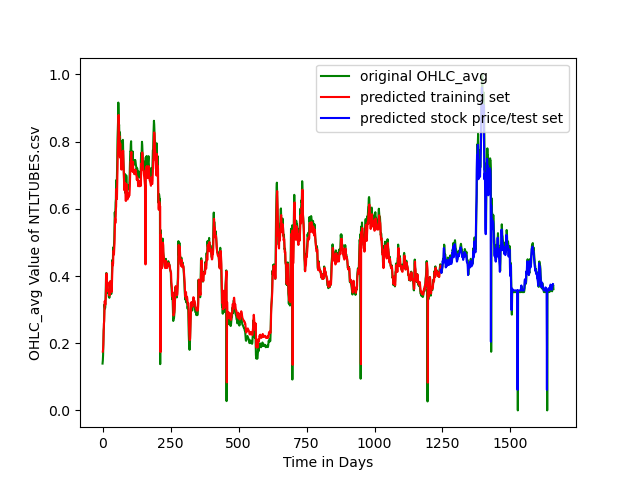 original OHLC_avg
predicted training set
predicted stock price/test set
OHLC_avg Value of NTLTUBES.csv
1.0
0.8
0.6
0.4
0.2
0.0
0 250 500 750 1000 1250 1500
Time in Days